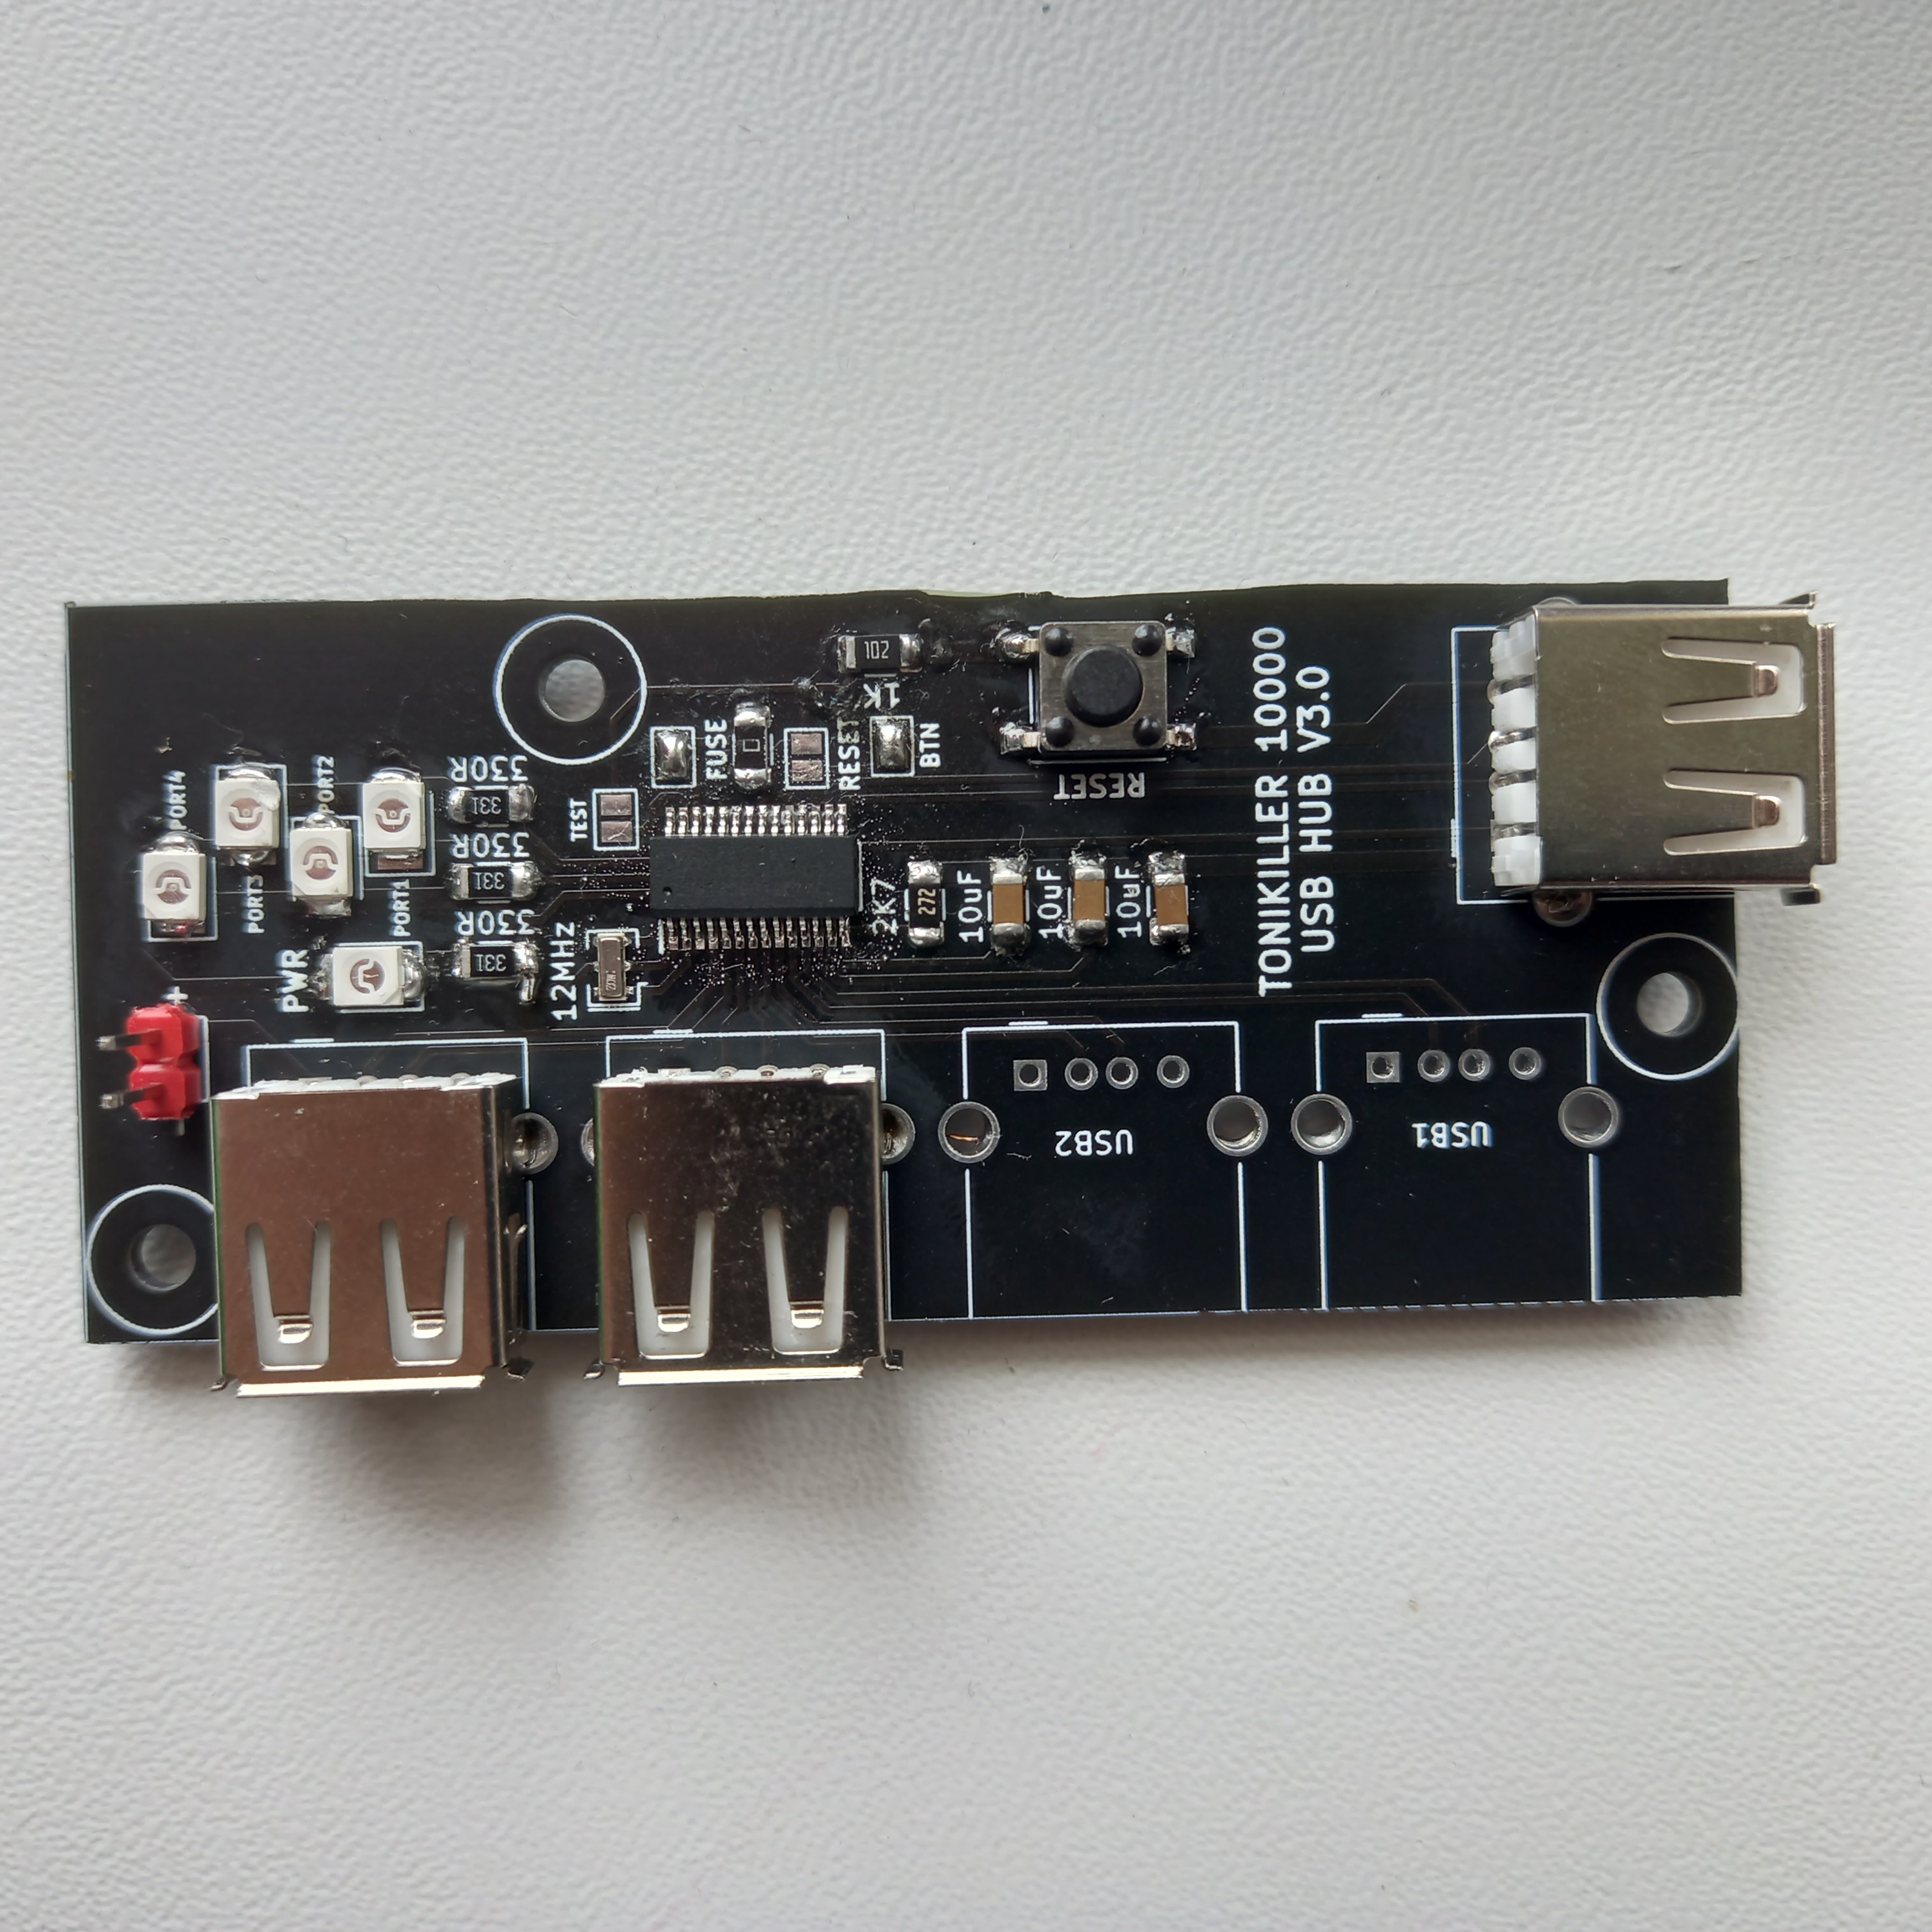 +
PORT4
PORT3
PWR
PORT2
PORT1
331
330R
331
330R
331
330R
12MHz
TEST
FUSE
RESET
2K7
272
1K
102
BTN
10uF
10uF
USB2
RESET
10uF
TONIKILLER 10000
USB HUB V3.0
USB1